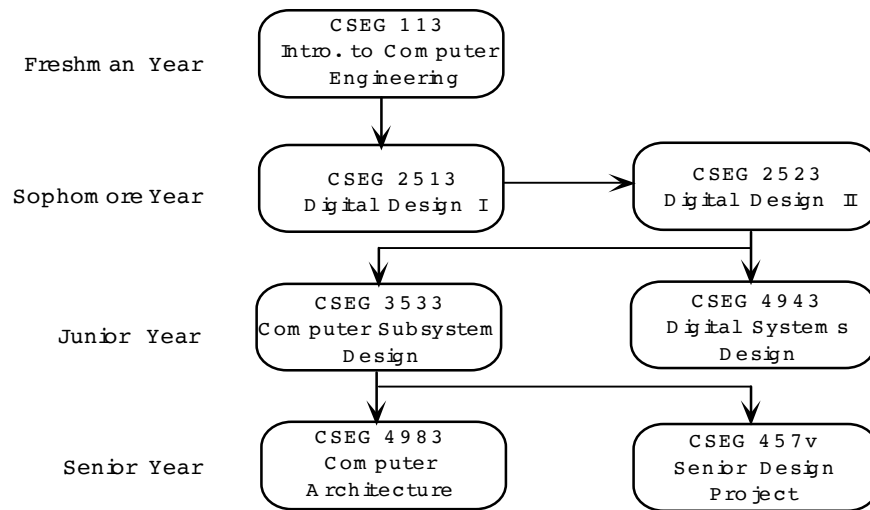 CSEG 113
Intro. to Computer
Engineering
Freshman Year
CSEG 2513
Digital Design I
CSEG 2523
Digital Design II
Sophomore Year
CSEG 3533
Computer Subsystem
Design
CSEG 4943
Digital Systems
Design
Junior Year
CSEG 4983
Computer
Architecture
CSEG 457v
Senior Design
Project
Senior Year